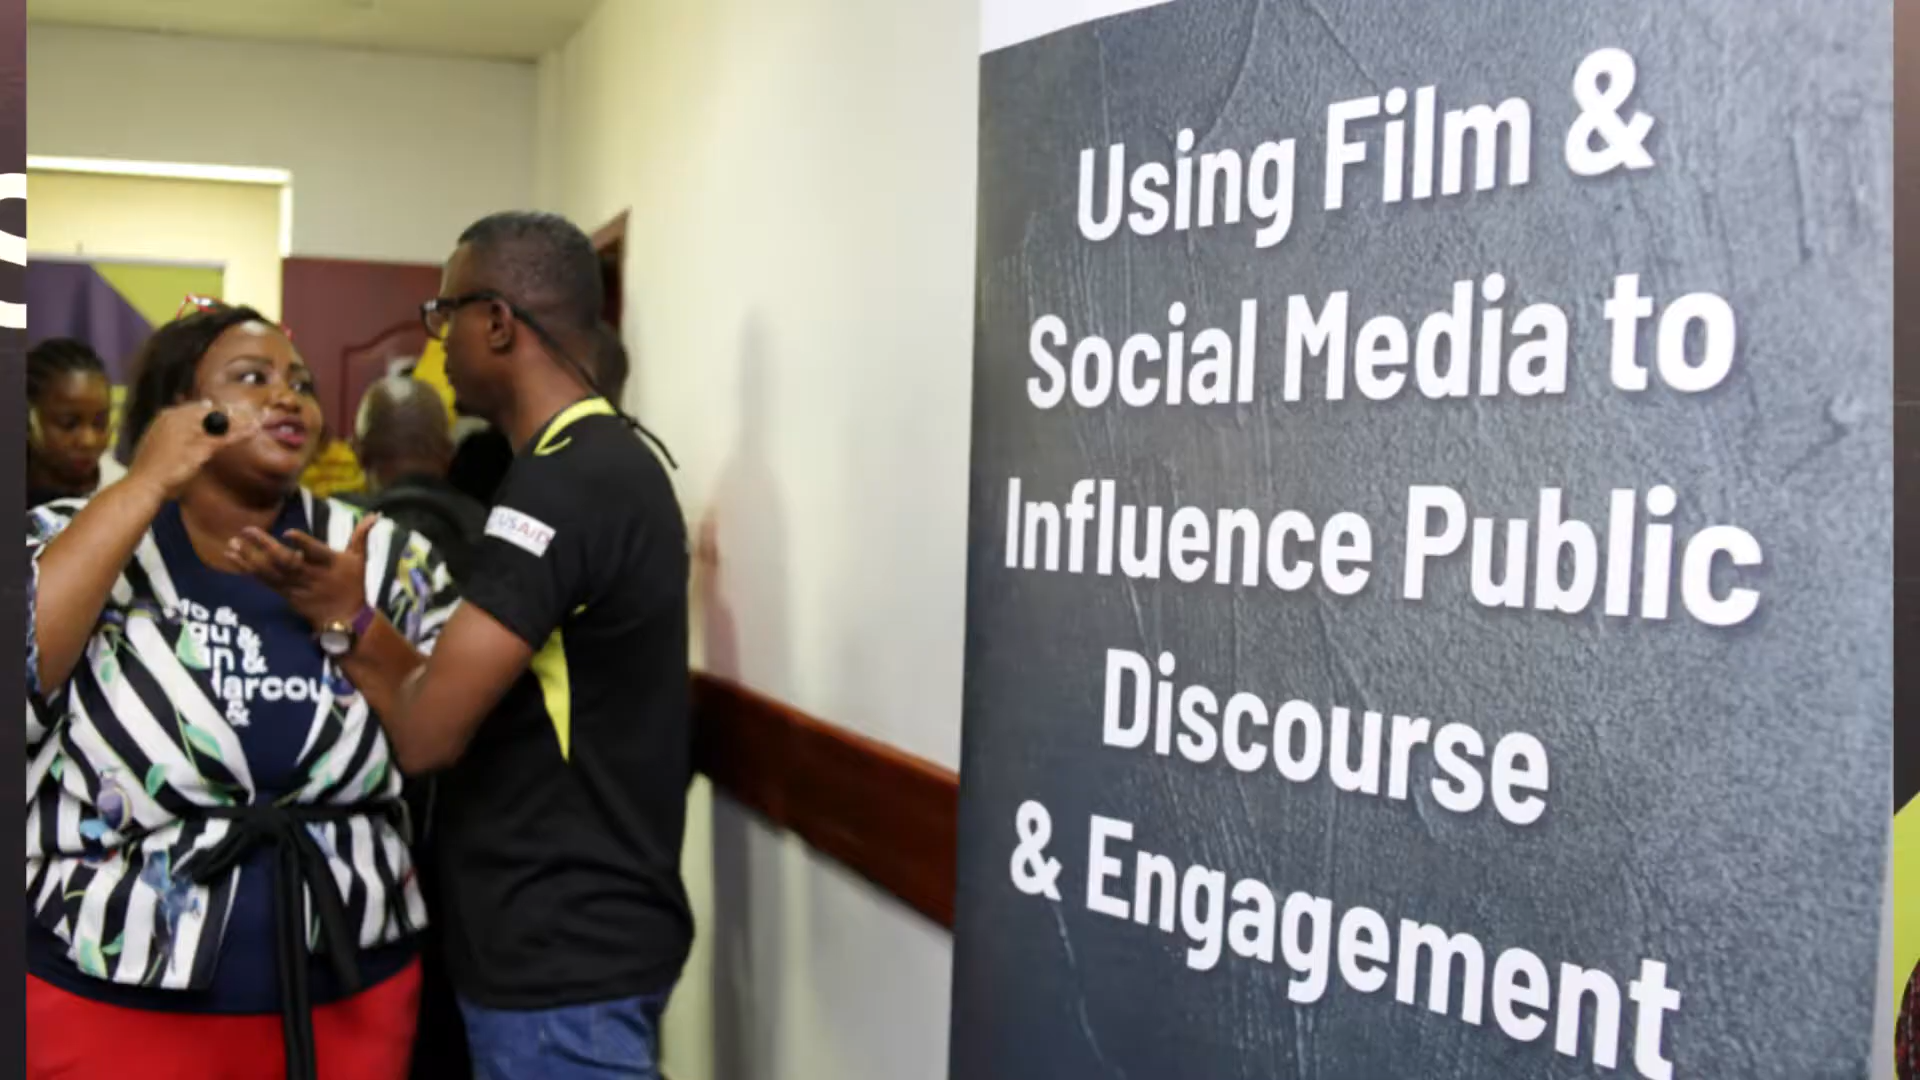 Using Film &
Social Media to
Influence Public
Discourse
& Engagement
USAID
&
&
&
&